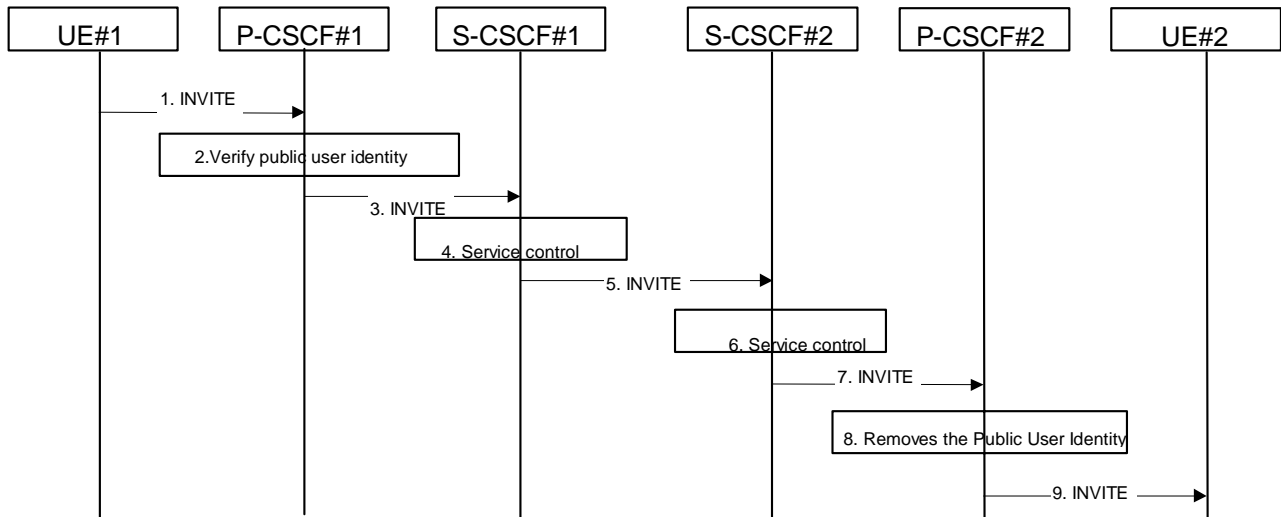 UE#1
P-CSCF#1
S-CSCF#1
S-CSCF#2
P-CSCF#2
UE#2
1. INVITE
2.Verify public user identity
3. INVITE
4. Service control
5. INVITE
6. Service control
7. INVITE
8. Removes the Public User Identity
9. INVITE